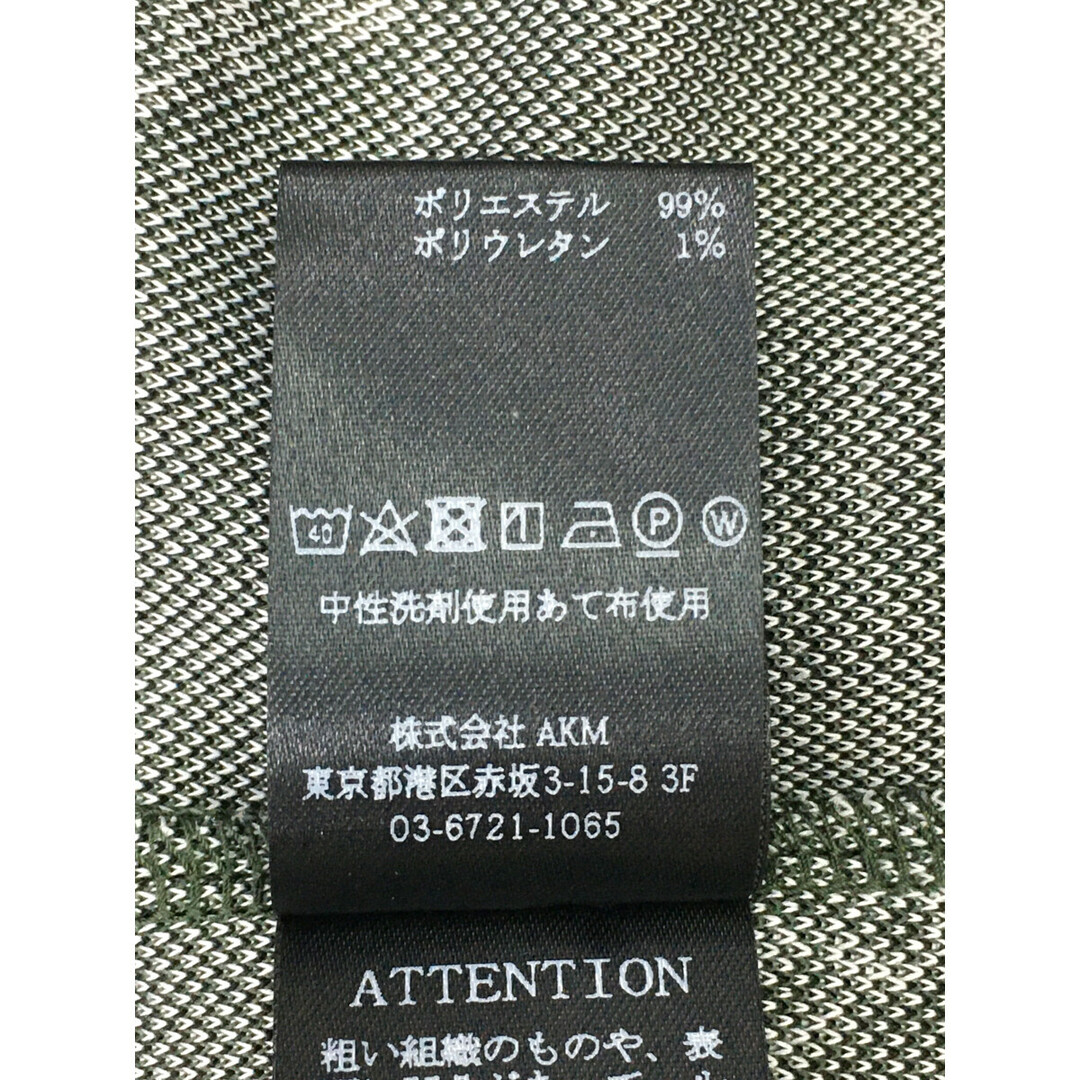 ポリエステル 99%
ポリウレタン 1%
40 P W
中性洗剤使用あて布使用
株式会社 AKM
東京都港区赤坂3-15-8 3F
03-6721-1065
ATTENTION
粗い組織のものや、表